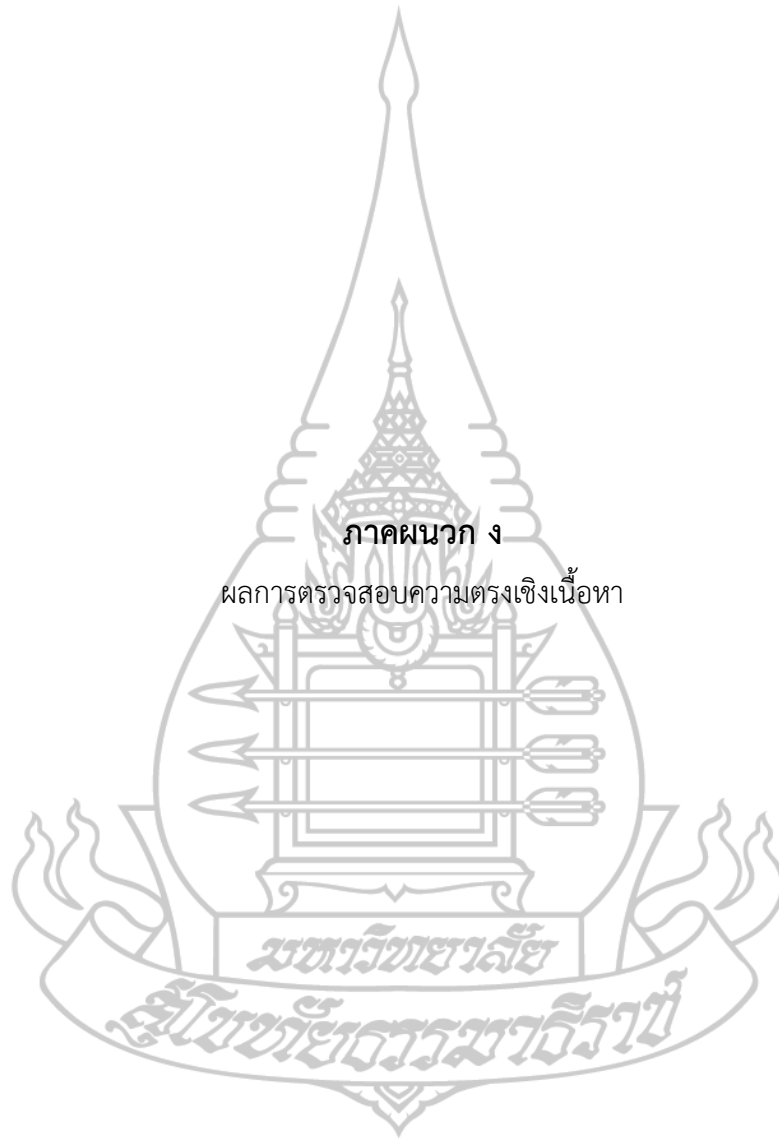 ภาคผนวก ง
ผลการตรวจสอบความตรงเชิงเนื้อหา
มหาวิทยาลัย
สุโขทัยธรรมาธิราช